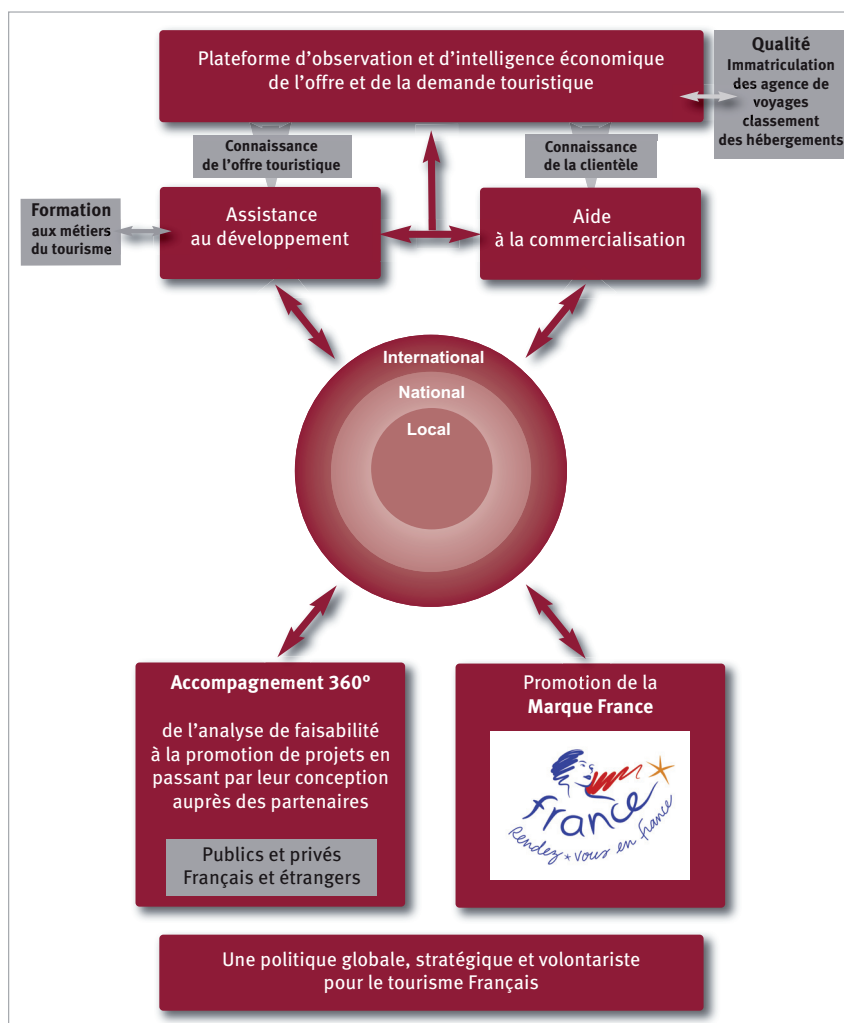 Plateforme d'observation et d'intelligence économique
de l'offre et de la demande touristique
Qualité
Immatriculation
des agence de
voyages
classement
des hébergements
Connaissance
de l'offre touristique
Connaissance
de la clientèle
Formation
aux métiers
du tourisme
Assistance
au développement
Aide
à la commercialisation
International
National
Local
Accompagnement 360°
de l'analyse de faisabilité
à la promotion de projets en
passant par leur conception
auprès des partenaires
Publics et privés
Français et étrangers
Promotion de la
Marque France
france
Rendez*vous en france
Une politique globale, stratégique et volontariste
pour le tourisme Français